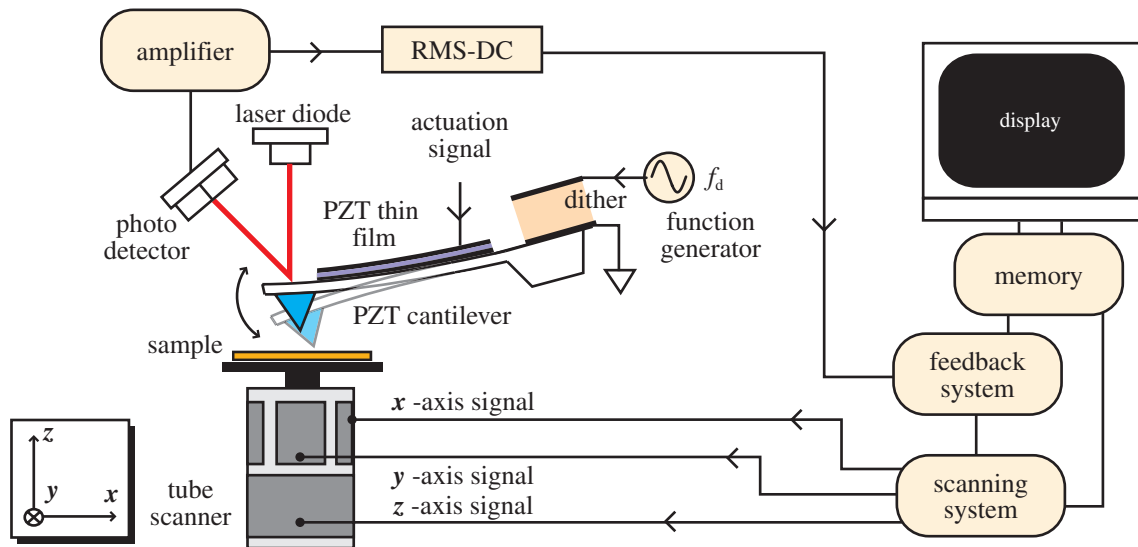 amplifier
RMS-DC
display
laser diode
actuation
signal
photo
detector
PZT thin
film
dither
f_d
function
generator
memory
PZT cantilever
sample
feedback
system
x -axis signal
y -axis signal
z -axis signal
tube
scanner
scanning
system
z
y
x